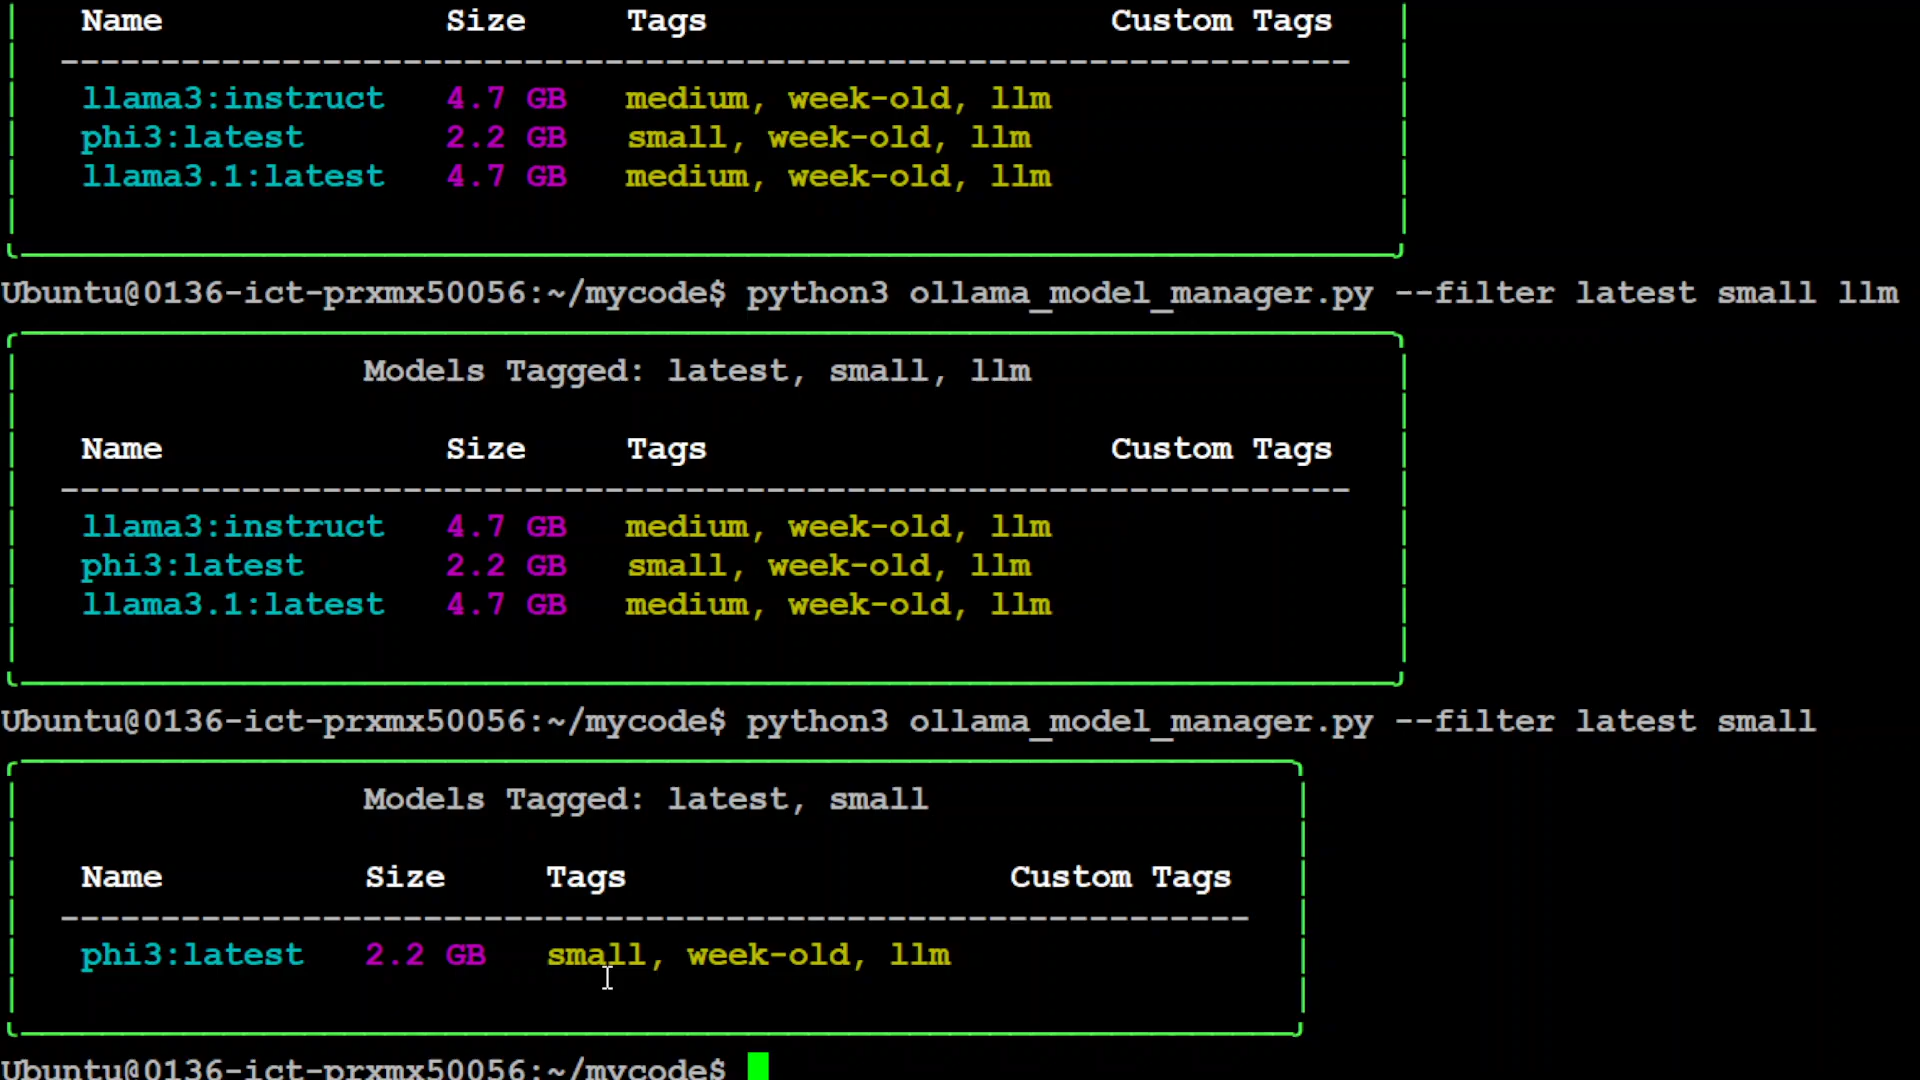 Name Size Tags Custom Tags
--------------------------------------------------------------------------------
llama3:instruct 4.7 GB medium, week-old, llm
phi3:latest 2.2 GB small, week-old, llm
llama3.1:latest 4.7 GB medium, week-old, llm
Ubuntu@0136-ict-prxmx50056:~/mycode$ python3 ollama_model_manager.py --filter latest small llm
Models Tagged: latest, small, llm
Name Size Tags Custom Tags
--------------------------------------------------------------------------------
llama3:instruct 4.7 GB medium, week-old, llm
phi3:latest 2.2 GB small, week-old, llm
llama3.1:latest 4.7 GB medium, week-old, llm
Ubuntu@0136-ict-prxmx50056:~/mycode$ python3 ollama_model_manager.py --filter latest small
Models Tagged: latest, small
Name Size Tags Custom Tags
--------------------------------------------------------------------------------
phi3:latest 2.2 GB small, week-old, llm
Ubuntu@0136-ict-prxmx50056:~/mycode$